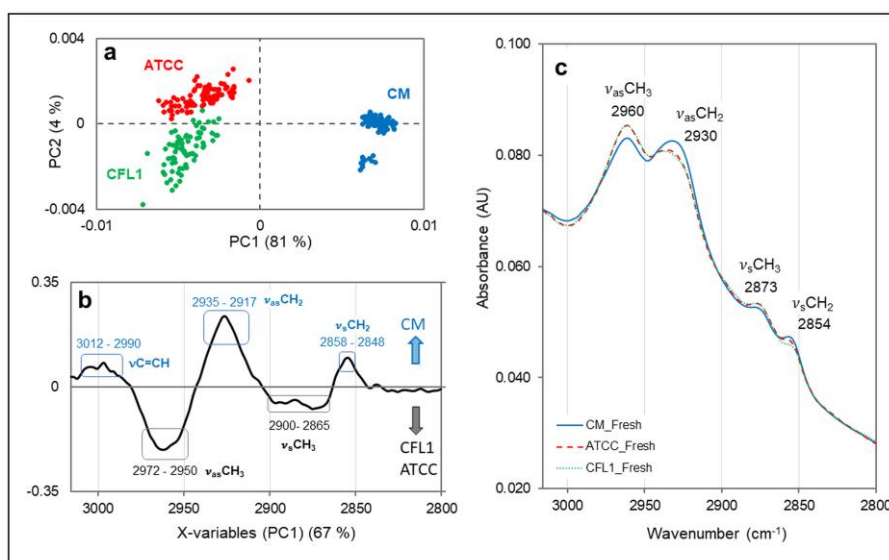 a
ATCC
CM
CFL1
0.004
0
-0.004
PC2 (4 %)
-0.01
0
0.01
PC1 (81 %)
b
0.35
0
-0.35
2935 - 2917
νasCH2
3012 - 2990
νC=CH
νsCH2
2858 - 2848
CM
2972 - 2950
νasCH3
2900- 2865
νsCH3
CFL1
ATCC
3000
2950
2900
2850
2800
X-variables (PC1) (67 %)
c
0.100
0.080
0.060
0.040
0.020
Absorbance (AU)
νasCH3
2960
νasCH2
2930
νsCH3
2873
νsCH2
2854
CM_Fresh
ATCC_Fresh
CFL1_Fresh
3000
2950
2900
2850
2800
Wavenumber (cm⁻¹)